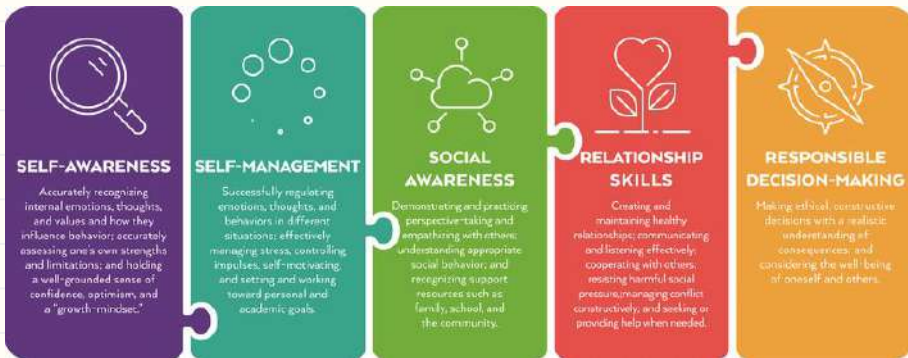 SELF-AWARENESS
Accurately recognizing
internal emotions, thoughts,
and values and how they
influence behavior; accurately
assessing one's own strengths
and limitations; and holding
a well-grounded sense of
confidence, optimism, and
a "growth-mindset."
SELF-MANAGEMENT
Successfully regulating
emotions, thoughts, and
behaviors in different
situations; effectively
managing stress, controlling
impulses, self-motivating;
and setting and working
toward personal and
academic goals.
SOCIAL
AWARENESS
Demonstrating and practicing
perspective-taking and
empathizing with others;
understanding appropriate
social behavior; and
recognizing support
resources such as
family, school, and
the community.
RELATIONSHIP
SKILLS
Creating and
maintaining healthy
relationships; communicating
and listening effectively;
cooperating with others;
resisting harmful social
pressure; managing conflict
constructively; and seeking or
providing help when needed.
RESPONSIBLE
DECISION-MAKING
Making ethical, constructive
decisions with a realistic
understanding of
consequences; and
considering the well-being
of oneself and others.